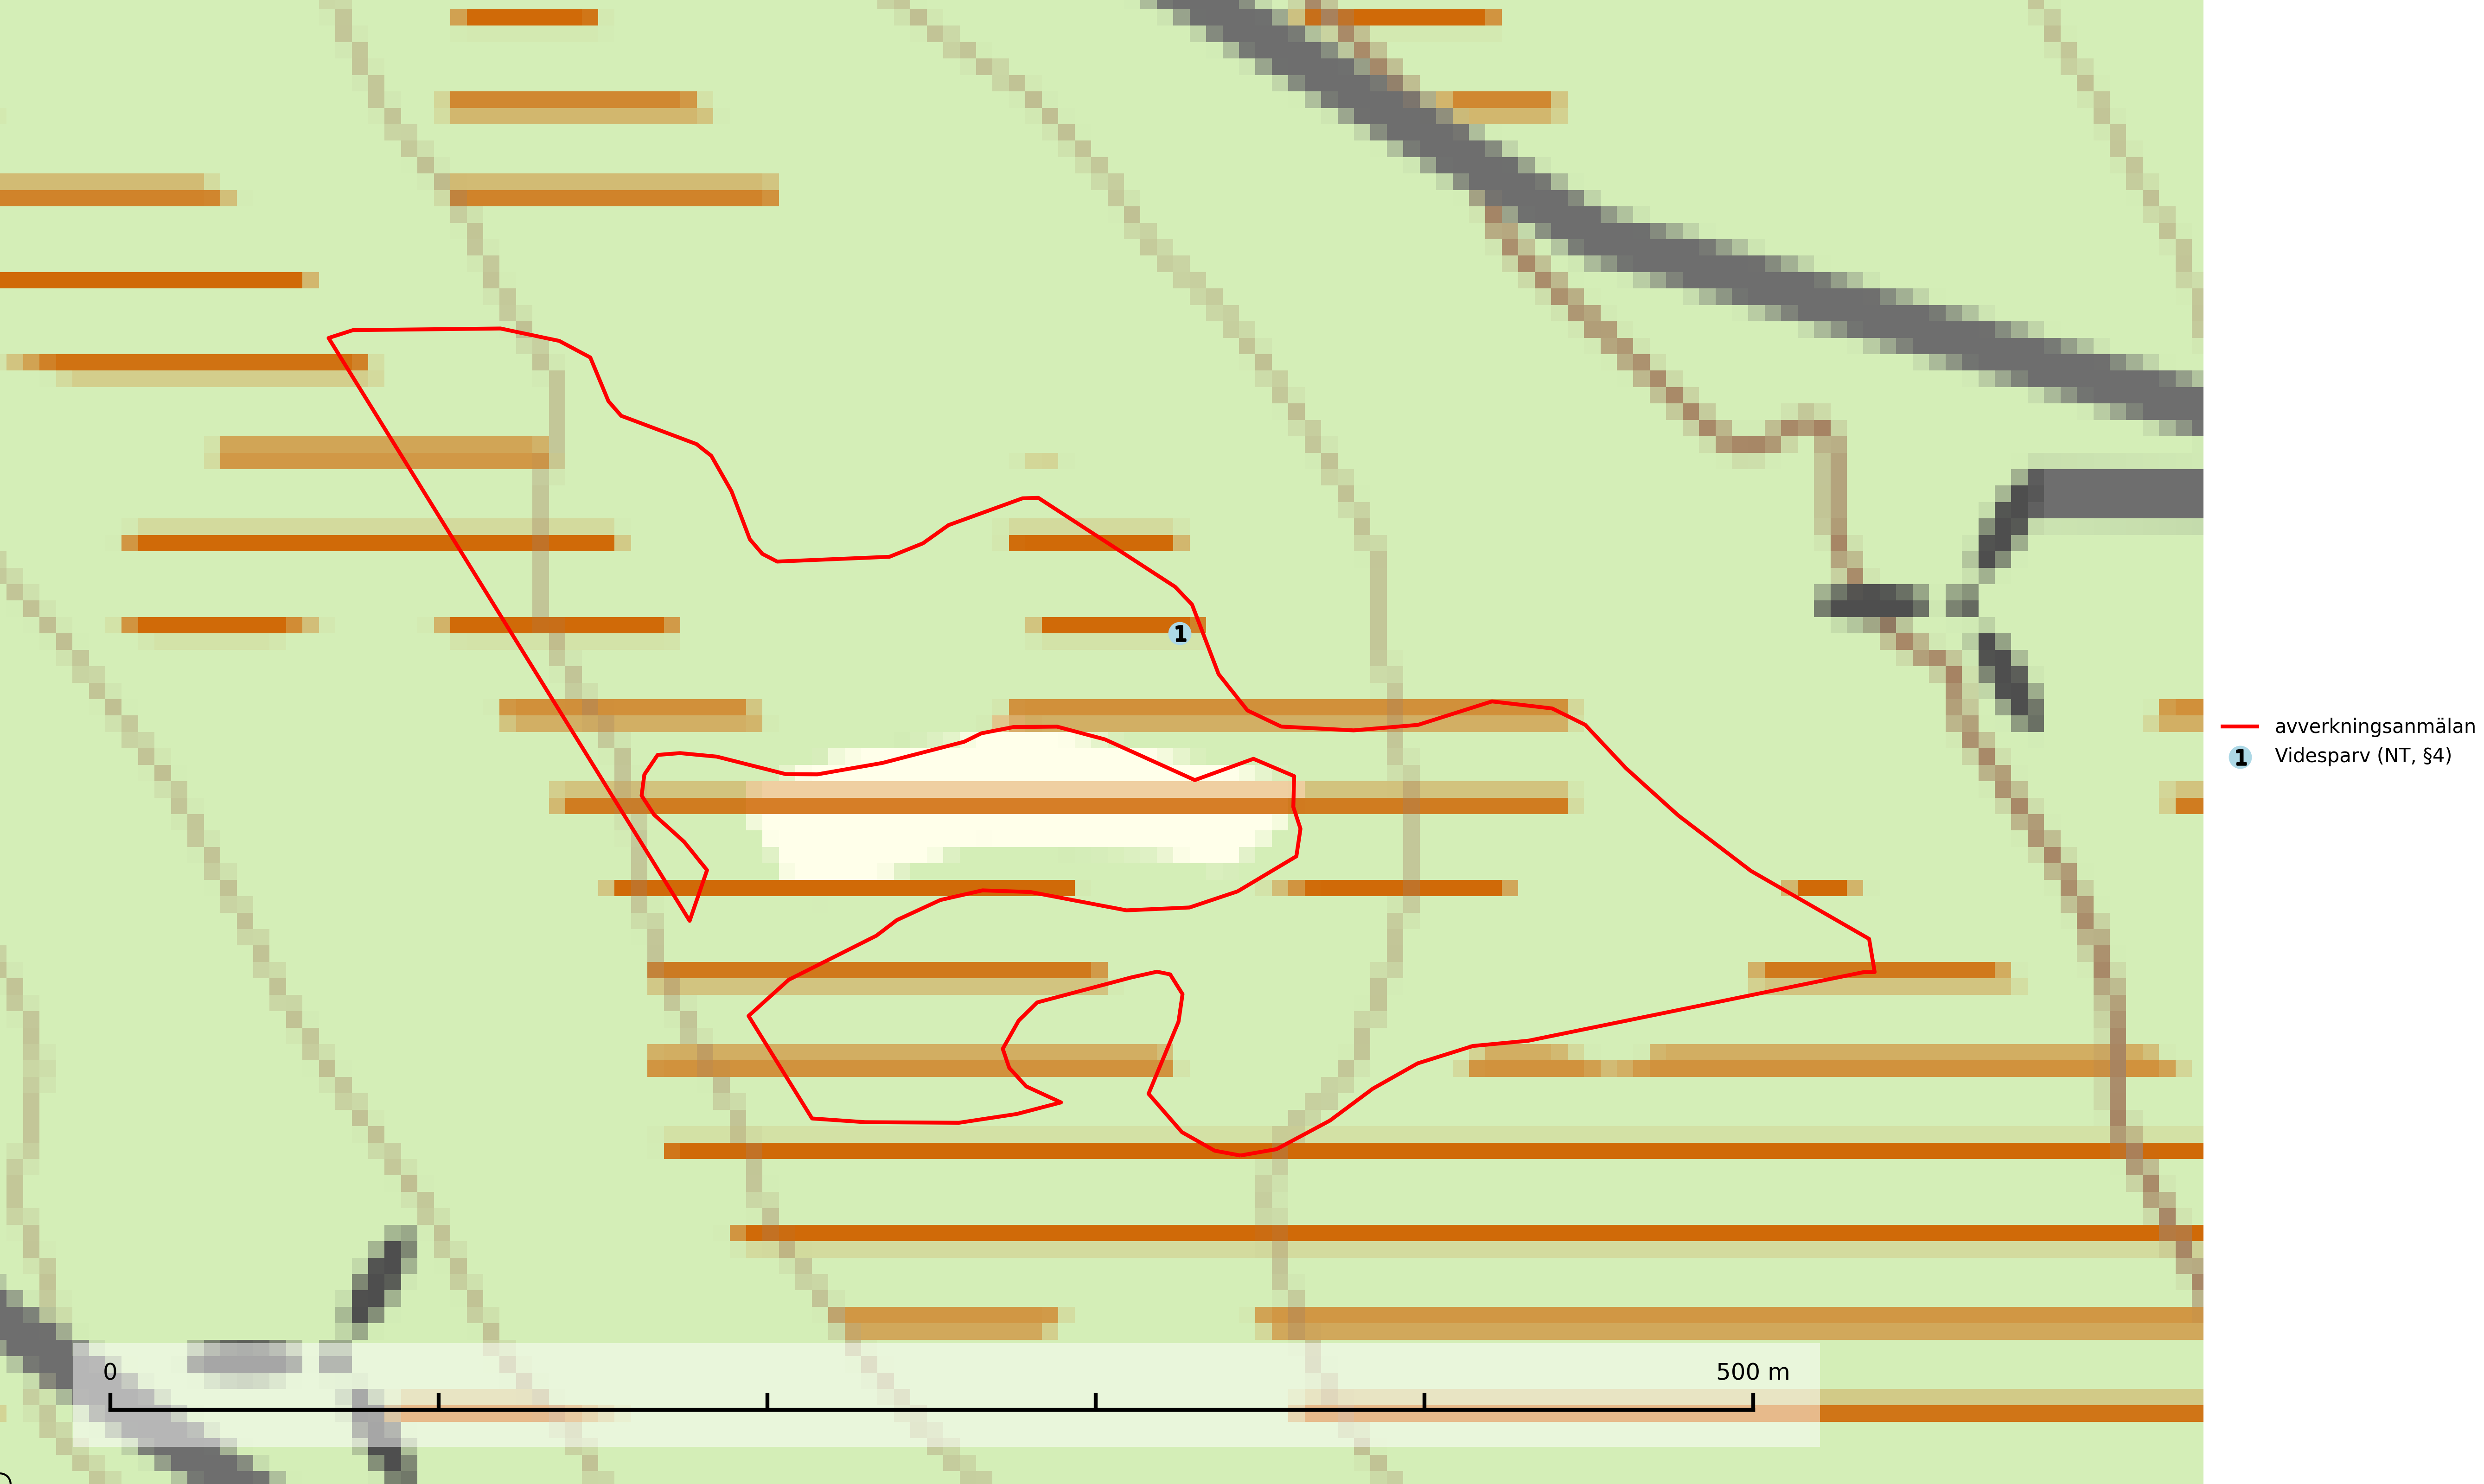 1
avverkningsanmälan
1 Videsparv (NT, §4)
0 500 m